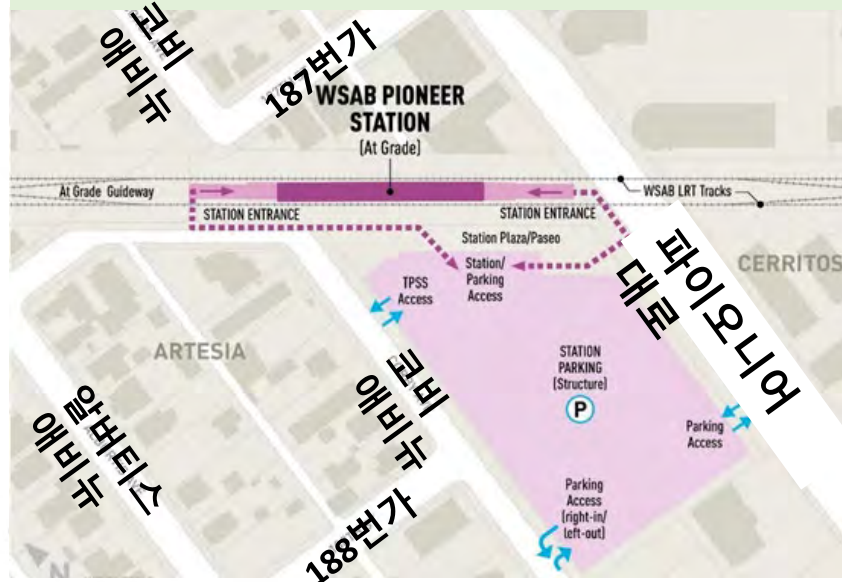 코비
애비뉴
187번가
WSAB PIONEER
STATION
(At Grade)
At Grade Guideway
WSAB LRT Tracks
STATION ENTRANCE
STATION ENTRANCE
Station Plaza/Paseo
Station/
Parking
Access
TPSS
Access
파이오니어
대로
CERRITOS
ARTESIA
STATION
PARKING
(Structure)
P
코비
애비뉴
알버티스
애비뉴
Parking
Access
Parking
Access
(right-in/
left-out)
188번가
N